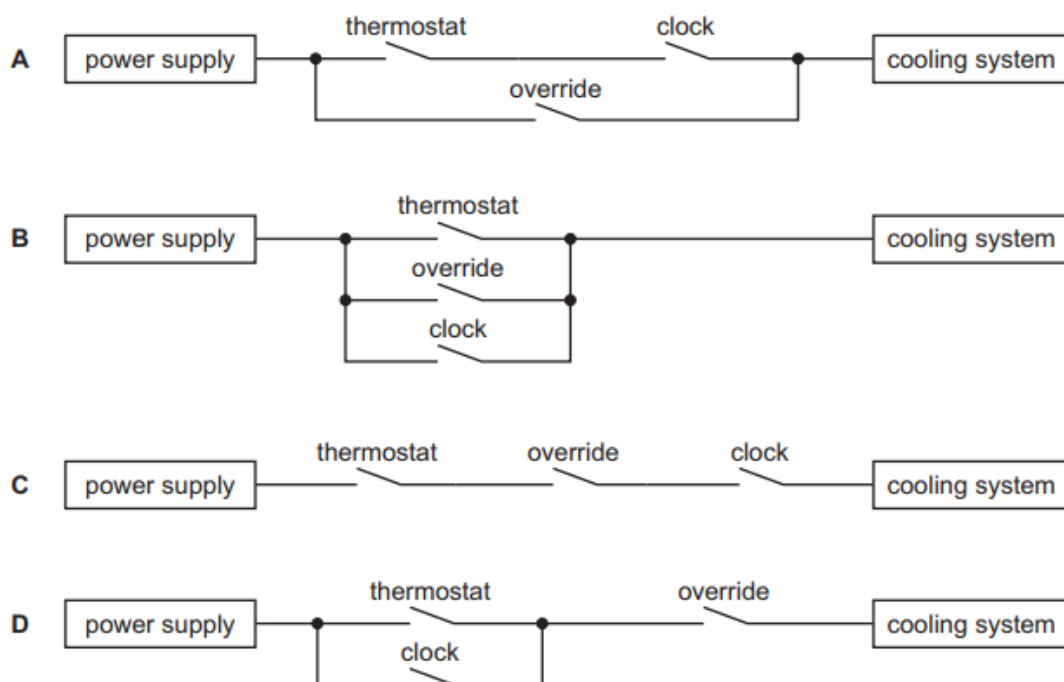 thermostat clock
A power supply cooling system
override
thermostat
B power supply cooling system
override
clock
thermostat override clock
C power supply cooling system
thermostat override
D power supply cooling system
clock